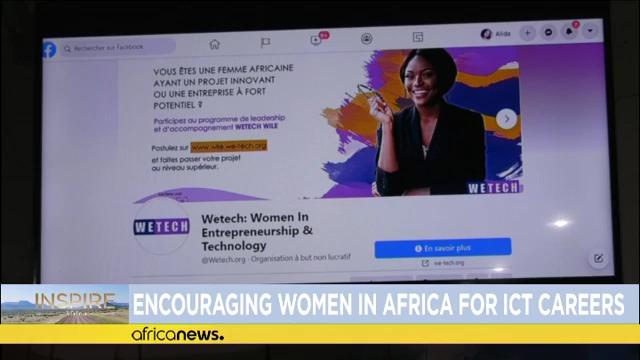 Rechercher sur Facebook
9+
Alida
VOUS ÊTES UNE FEMME AFRICAINE
AYANT UN PROJET INNOVANT
OU UNE ENTREPRISE À FORT
POTENTIEL ?
Participez au programme de leadership
et d'accompagnement WETECH WILE
Postulez sur www.wile.we-tech.org
et faites passer votre projet
au niveau supérieur.
WETECH
WETECH
Wetech: Women In
Entrepreneurship &
Technology
@Wetech.org · Organisation à but non lucratif
En savoir plus
we-tech.org
INSPIRE
Africa
ENCOURAGING WOMEN IN AFRICA FOR ICT CAREERS
africanews.